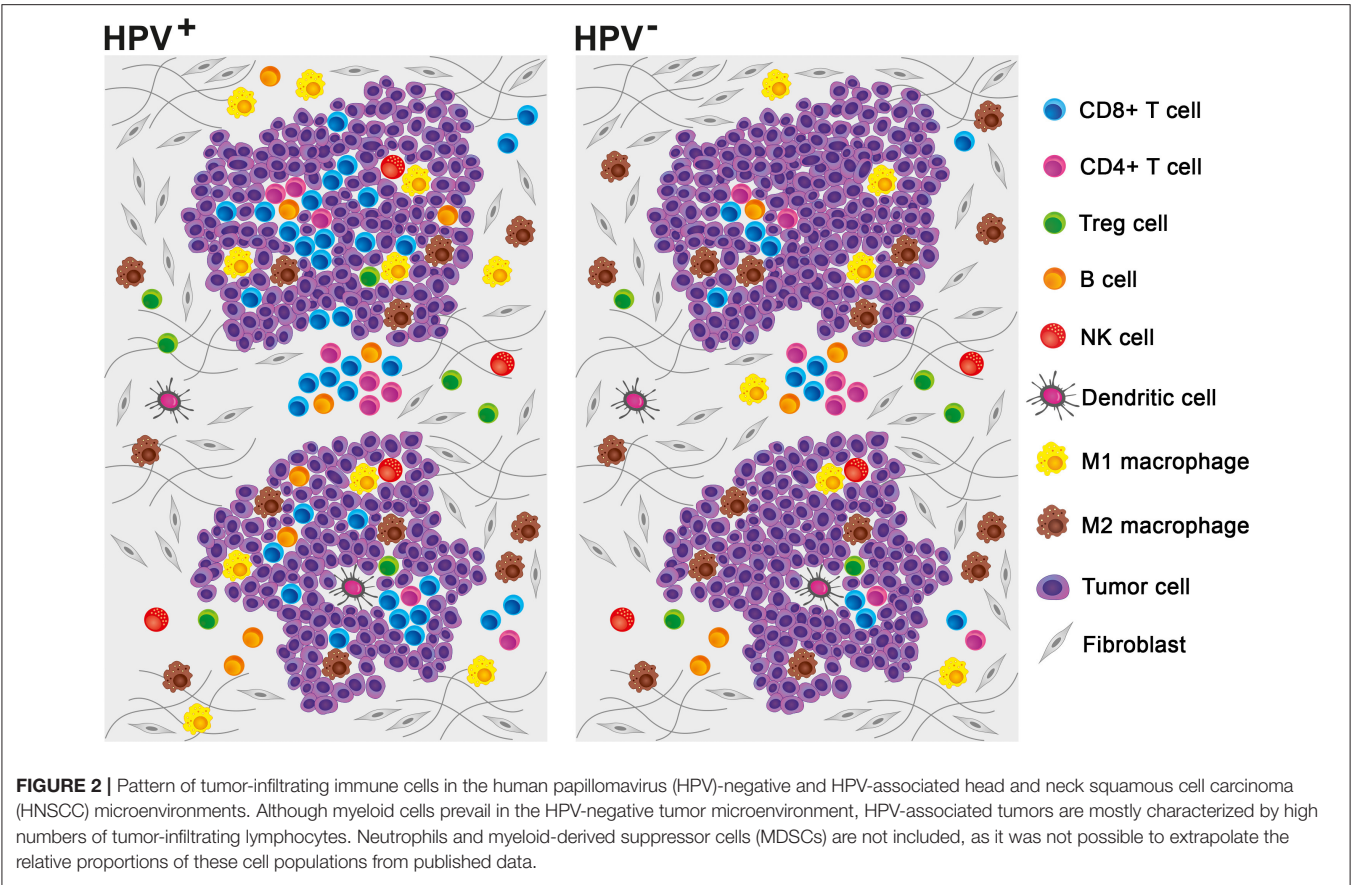 HPV+
HPV-
CD8+ T cell
CD4+ T cell
Treg cell
B cell
NK cell
Dendritic cell
M1 macrophage
M2 macrophage
Tumor cell
Fibroblast
FIGURE 2 | Pattern of tumor-infiltrating immune cells in the human papillomavirus (HPV)-negative and HPV-associated head and neck squamous cell carcinoma
(HNSCC) microenvironments. Although myeloid cells prevail in the HPV-negative tumor microenvironment, HPV-associated tumors are mostly characterized by high
numbers of tumor-infiltrating lymphocytes. Neutrophils and myeloid-derived suppressor cells (MDSCs) are not included, as it was not possible to extrapolate the
relative proportions of these cell populations from published data.